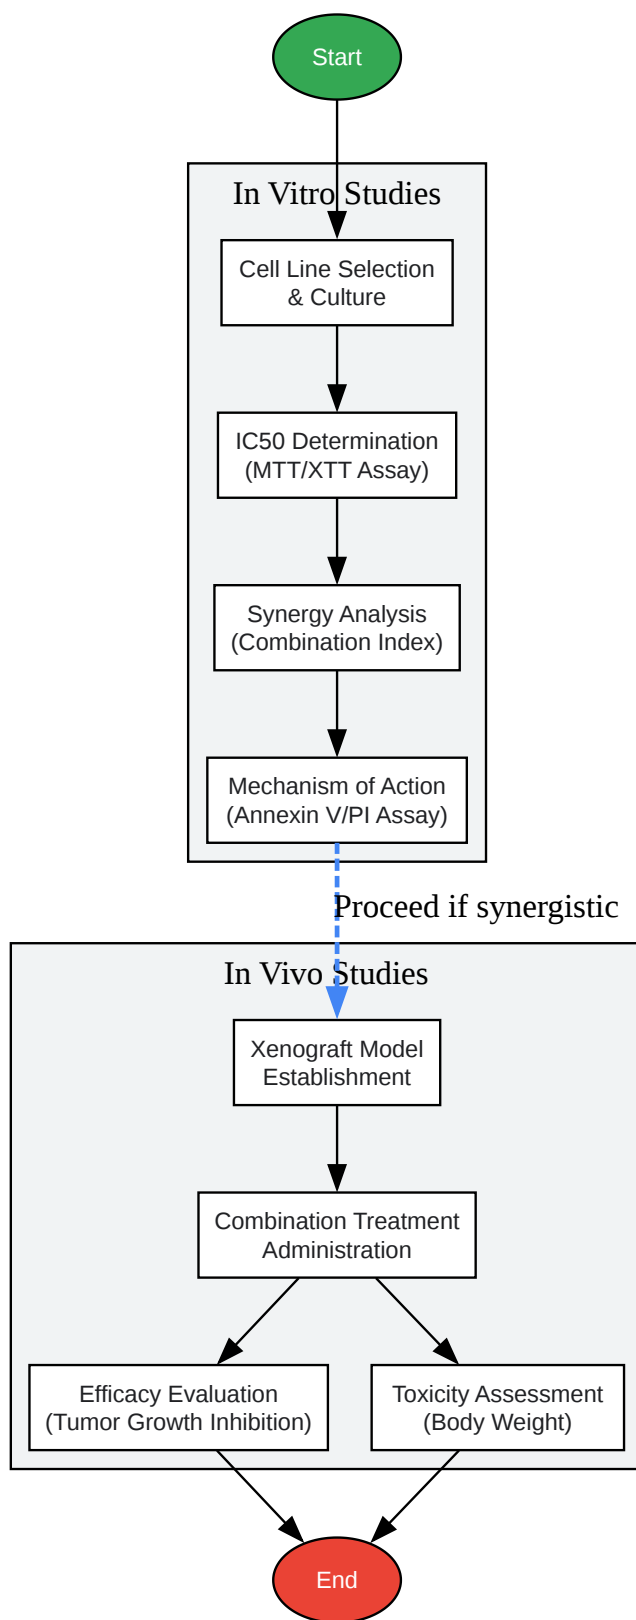 Start
In Vitro Studies
Cell Line Selection
& Culture
IC50 Determination
(MTT/XTT Assay)
Synergy Analysis
(Combination Index)
Mechanism of Action
(Annexin V/PI Assay)
Proceed if synergistic
In Vivo Studies
Xenograft Model
Establishment
Combination Treatment
Administration
Efficacy Evaluation
(Tumor Growth Inhibition)
Toxicity Assessment
(Body Weight)
End